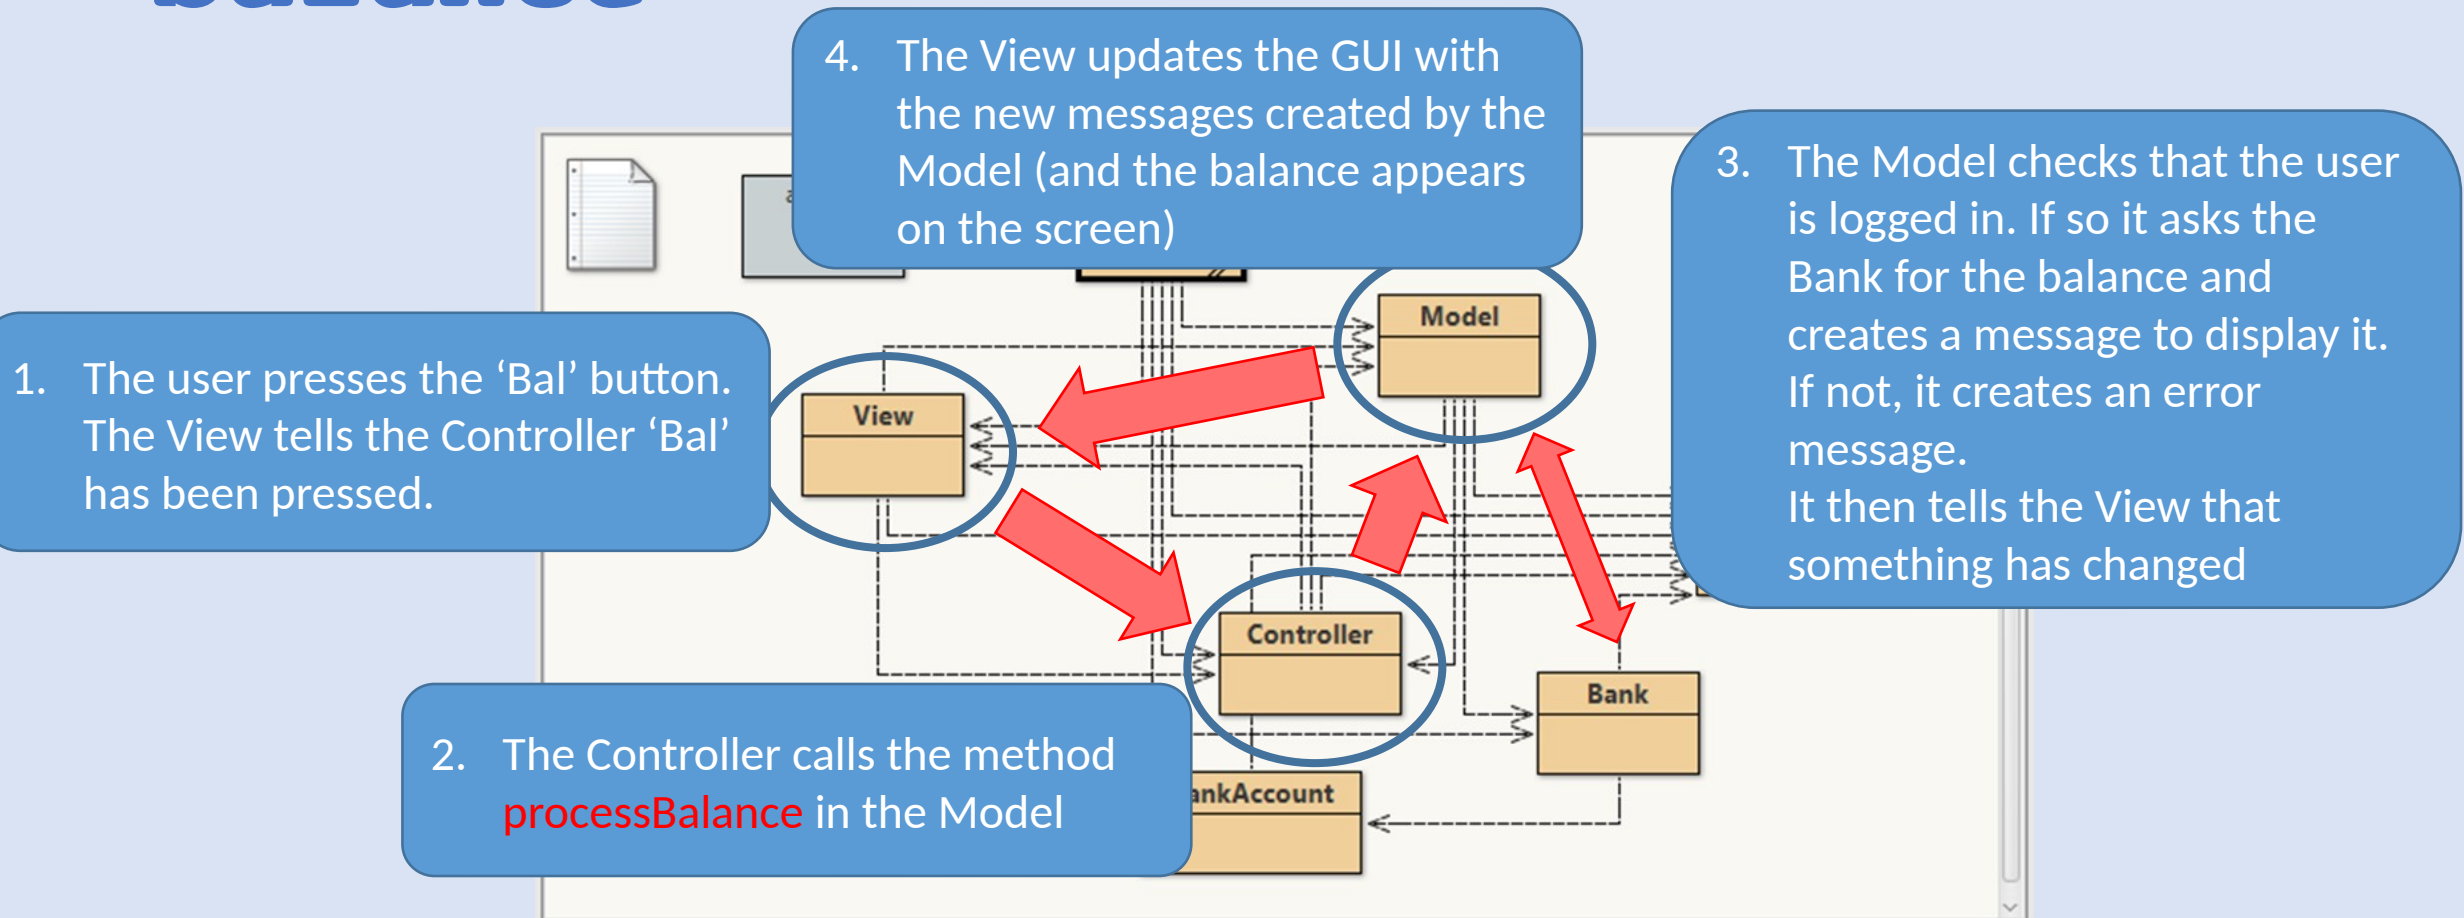 4. The View updates the GUI with
the new messages created by the
Model (and the balance appears
on the screen)
3. The Model checks that the user
is logged in. If so it asks the
Bank for the balance and
creates a message to display it.
If not, it creates an error
message.
It then tells the View that
something has changed
1. The user presses the ‘Bal’ button.
The View tells the Controller ‘Bal’
has been pressed.
2. The Controller calls the method
processBalance in the Model
Model
View
Controller
Bank
ankAccount